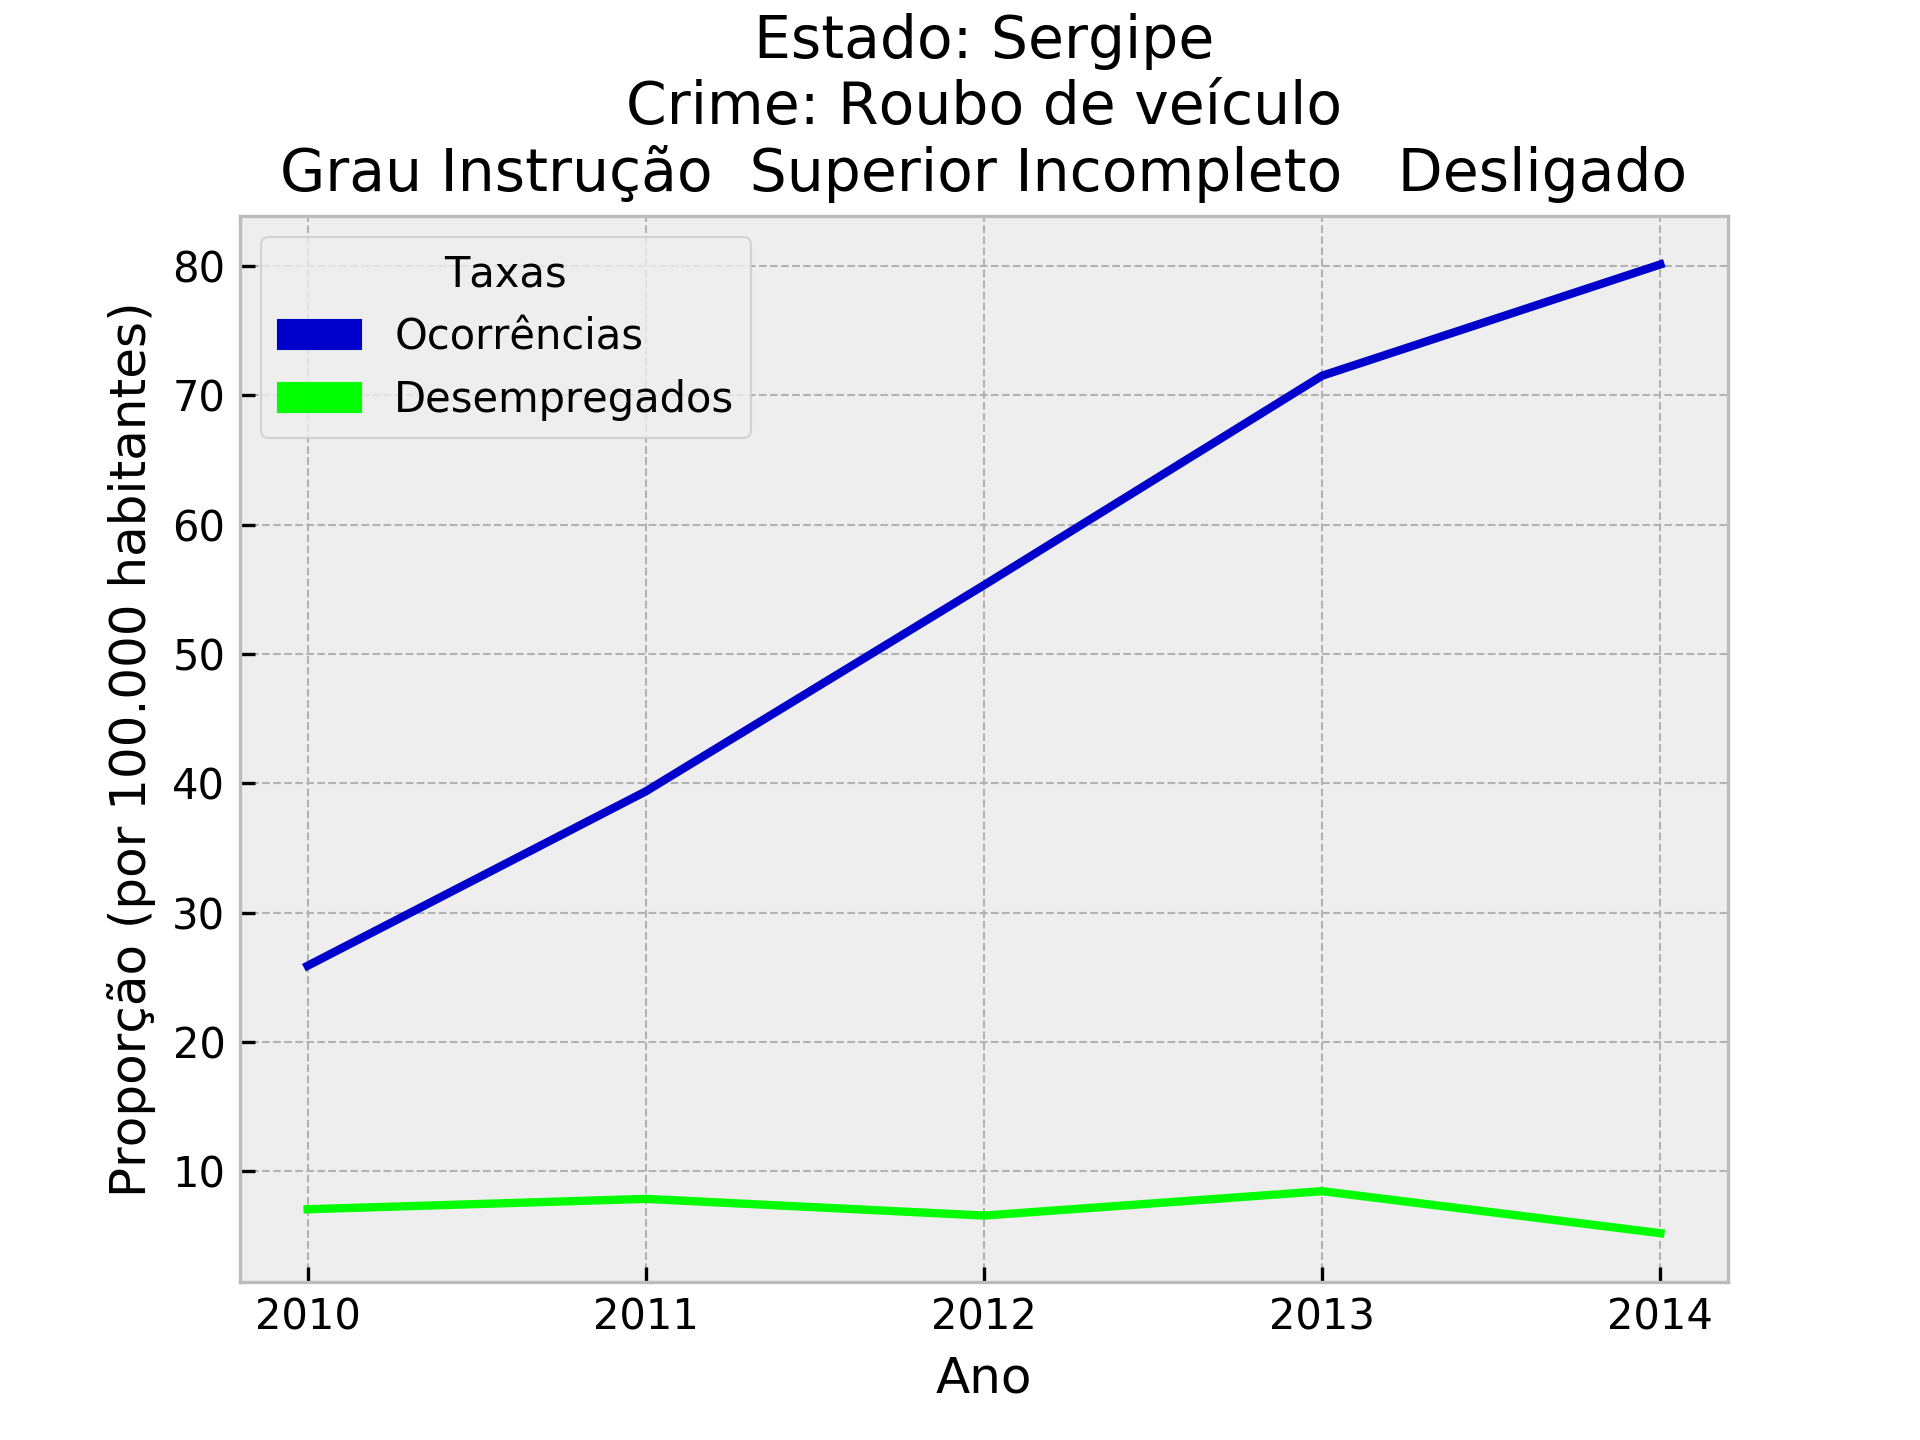 Estado: Sergipe
Crime: Roubo de veículo
Grau Instrução  Superior Incompleto   Desligado
Taxas
Ocorrências
Desempregados
Proporção (por 100.000 habitantes)
80
70
60
50
40
30
20
10
2010 2011 2012 2013 2014
Ano